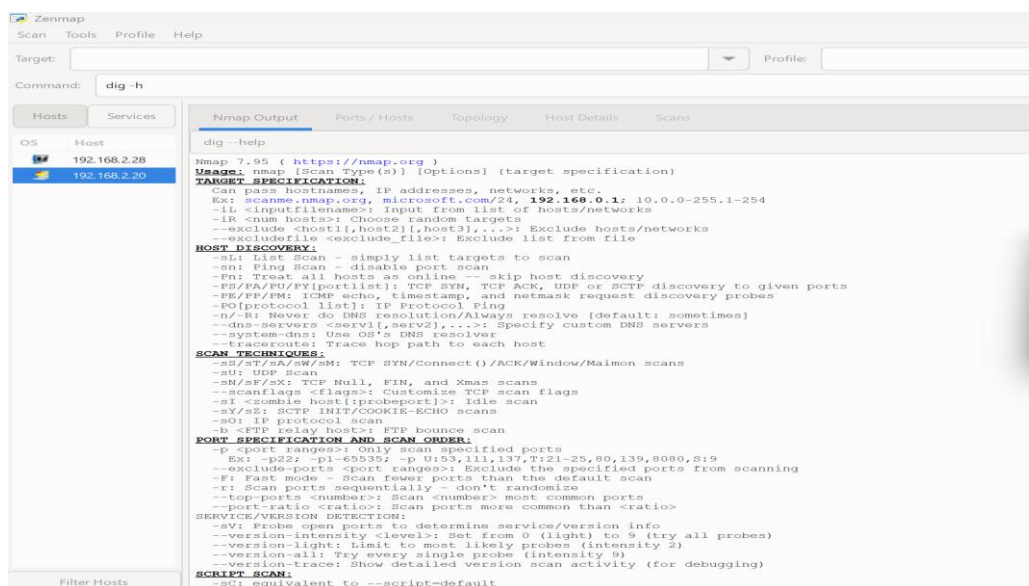 Zenmap
Scan Tools Profile Help
Target: Profile:
Command: dig -h
Hosts Services
OS Host
192.168.2.28
192.168.2.20
Filter Hosts
Nmap Output Ports / Hosts Topology Host Details Scans
dig --help
Nmap 7.95 ( https://nmap.org )
Usage: nmap [Scan Type(s)] [Options] {target specification}
TARGET SPECIFICATION:
Can pass hostnames, IP addresses, networks, etc.
Ex: scanme.nmap.org, microsoft.com/24, 192.168.0.1; 10.0.0-255.1-254
-iL <inputfilename>: Input from list of hosts/networks
-iR <num hosts>: Choose random targets
--exclude <host1[,host2][,host3],...>: Exclude hosts/networks
--excludefile <exclude_file>: Exclude list from file
HOST DISCOVERY:
-sL: List Scan - simply list targets to scan
-sn: Ping Scan - disable port scan
-Pn: Treat all hosts as online -- skip host discovery
-PS/PA/PU/PY[portlist]: TCP SYN, TCP ACK, UDP or SCTP discovery to given ports
-PE/PP/PM: ICMP echo, timestamp, and netmask request discovery probes
-PO[protocol list]: IP Protocol Ping
-n/-R: Never do DNS resolution/Always resolve [default: sometimes]
--dns-servers <serv1[,serv2],...>: Specify custom DNS servers
--system-dns: Use OS's DNS resolver
--traceroute: Trace hop path to each host
SCAN TECHNIQUES:
-sS/sT/sA/sW/sM: TCP SYN/Connect()/ACK/Window/Maimon scans
-sU: UDP Scan
-sN/sF/sX: TCP Null, FIN, and Xmas scans
--scanflags <flags>: Customize TCP scan flags
-sI <zombie host[:probeport]>: Idle scan
-sY/sZ: SCTP INIT/COOKIE-ECHO scans
-sO: IP protocol scan
-b <FTP relay host>: FTP bounce scan
PORT SPECIFICATION AND SCAN ORDER:
-p <port ranges>: Only scan specified ports
Ex: -p22; -p1-65535; -p U:53,111,137,T:21-25,80,139,8080,S:9
--exclude-ports <port ranges>: Exclude the specified ports from scanning
-F: Fast mode - Scan fewer ports than the default scan
-r: Scan ports sequentially - don't randomize
--top-ports <number>: Scan <number> most common ports
--port-ratio <ratio>: Scan ports more common than <ratio>
SERVICE/VERSION DETECTION:
-sV: Probe open ports to determine service/version info
--version-intensity <level>: Set from 0 (light) to 9 (try all probes)
--version-light: Limit to most likely probes (intensity 2)
--version-all: Try every single probe (intensity 9)
--version-trace: Show detailed version scan activity (for debugging)
SCRIPT SCAN:
-sC: equivalent to --script=default